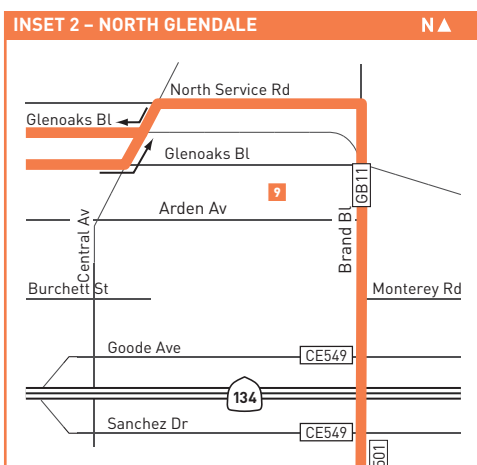 INSET 2 – NORTH GLENDALE
N
North Service Rd
Glenoaks Bl
Glenoaks Bl
9
GB11
Arden Av
Central Av
Brand Bl
Burchett St
Monterey Rd
Goode Ave
CE549
134
Sanchez Dr
CE549